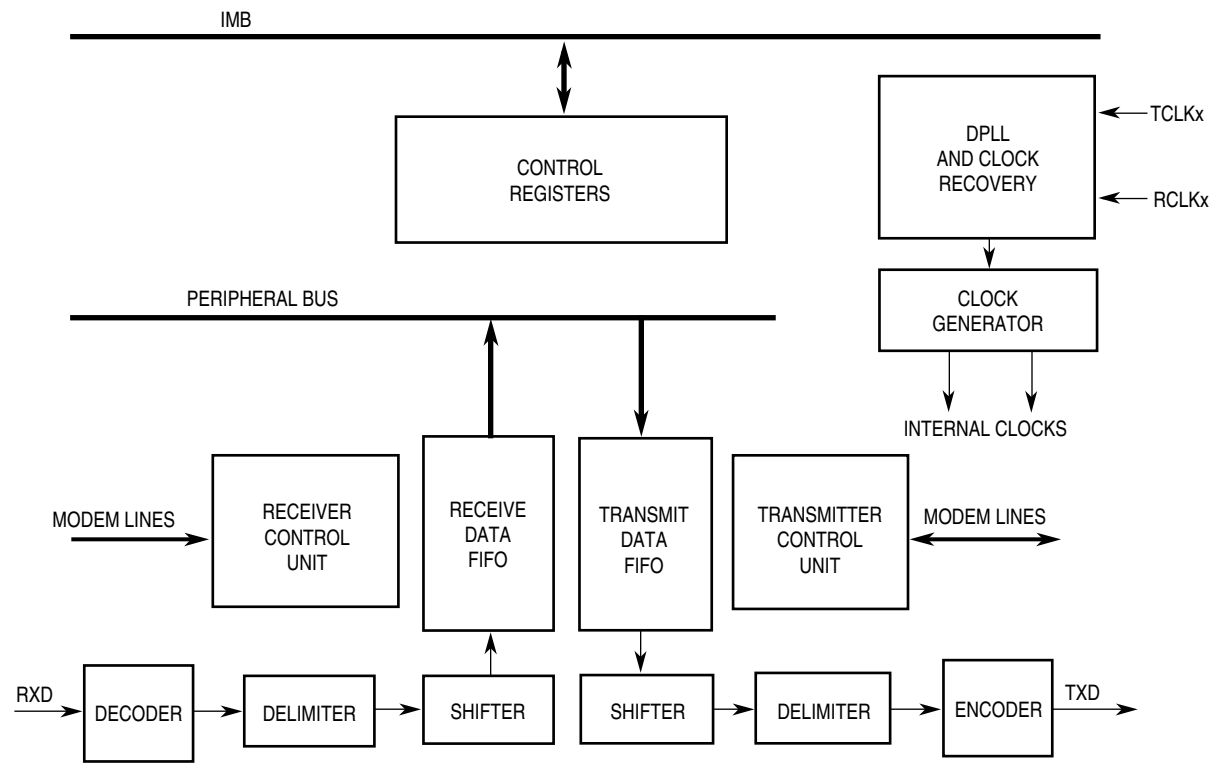 IMB
CONTROL
REGISTERS
DPLL
AND CLOCK
RECOVERY
TCLKx
RCLKx
PERIPHERAL BUS
CLOCK
GENERATOR
INTERNAL CLOCKS
MODEM LINES
RECEIVER
CONTROL
UNIT
RECEIVE
DATA
FIFO
TRANSMIT
DATA
FIFO
TRANSMITTER
CONTROL
UNIT
MODEM LINES
RXD
DECODER
DELIMITER
SHIFTER
SHIFTER
DELIMITER
ENCODER
TXD